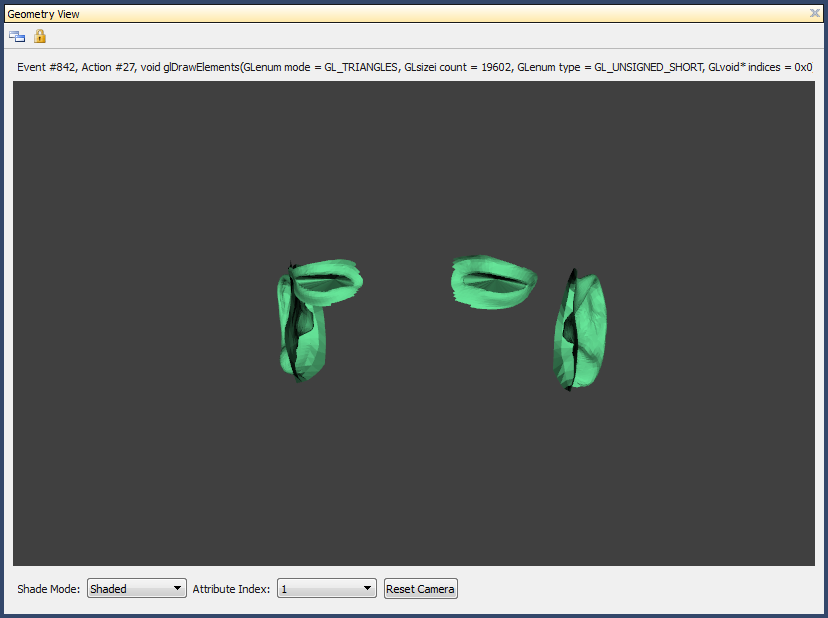 Geometry View
Event #842, Action #27, void glDrawElements(GLenum mode = GL_TRIANGLES, GLsizei count = 19602, GLenum type = GL_UNSIGNED_SHORT, GLvoid* indices = 0x0
Shade Mode: Shaded Attribute Index: 1 Reset Camera